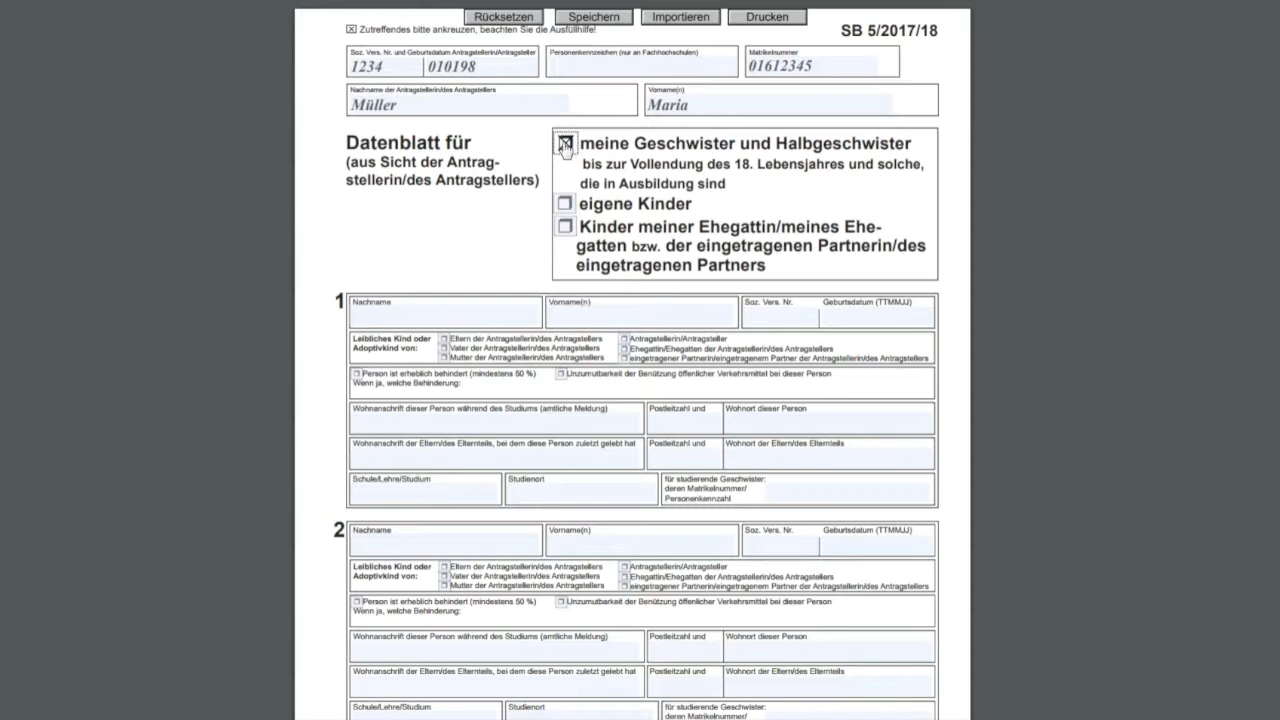 Rücksetzen Speichern Importieren Drucken
Zutreffendes bitte ankreuzen, beachten Sie die Ausfüllhilfe!
SB 5/2017/18
Soz. Vers. Nr. und Geburtsdatum Antragstellerin/Antragsteller
1234 010198
Personenkennzeichen (nur an Fachhochschulen)
Matrikelnummer
01612345
Nachname der Antragstellerin/des Antragstellers
Müller
Vorname(n)
Maria
Datenblatt für
(aus Sicht der Antrag-
stellerin/des Antragstellers)
meine Geschwister und Halbgeschwister
bis zur Vollendung des 18. Lebensjahres und solche,
die in Ausbildung sind
eigene Kinder
Kinder meiner Ehegattin/meines Ehe-
gatten bzw. der eingetragenen Partnerin/des
eingetragenen Partners
1
Nachname Vorname(n) Soz. Vers. Nr. Geburtsdatum (TTMMJJ)
Leibliches Kind oder
Adoptivkind von:
Eltern der Antragstellerin/des Antragstellers
Vater der Antragstellerin/des Antragstellers
Mutter der Antragstellerin/des Antragstellers
Antragstellerin/Antragsteller
Ehegattin/Ehegatten der Antragstellerin/des Antragstellers
eingetragener Partnerin/eingetragenem Partner der Antragstellerin/des Antragstellers
Person ist erheblich behindert (mindestens 50 %) Unzumutbarkeit der Benützung öffenlicher Verkehrsmittel bei dieser Person
Wenn ja, welche Behinderung:
Wohnanschrift dieser Person während des Studiums (amtliche Meldung) Postleitzahl und Wohnort dieser Person
Wohnanschrift der Eltern/des Elternteils, bei dem diese Person zuletzt gelebt hat Postleitzahl und Wohnort der Eltern/des Elternteils
Schule/Lehre/Studium Studienort
für studierende Geschwister:
deren Matrikelnummer/
Personenkennzahl
2
Nachname Vorname(n) Soz. Vers. Nr. Geburtsdatum (TTMMJJ)
Leibliches Kind oder
Adoptivkind von:
Eltern der Antragstellerin/des Antragstellers
Vater der Antragstellerin/des Antragstellers
Mutter der Antragstellerin/des Antragstellers
Antragstellerin/Antragsteller
Ehegattin/Ehegatten der Antragstellerin/des Antragstellers
eingetragener Partnerin/eingetragenem Partner der Antragstellerin/des Antragstellers
Person ist erheblich behindert (mindestens 50 %) Unzumutbarkeit der Benützung öffenlicher Verkehrsmittel bei dieser Person
Wenn ja, welche Behinderung:
Wohnanschrift dieser Person während des Studiums (amtliche Meldung) Postleitzahl und Wohnort dieser Person
Wohnanschrift der Eltern/des Elternteils, bei dem diese Person zuletzt gelebt hat Postleitzahl und Wohnort der Eltern/des Elternteils
Schule/Lehre/Studium Studienort
für studierende Geschwister:
deren Matrikelnummer/